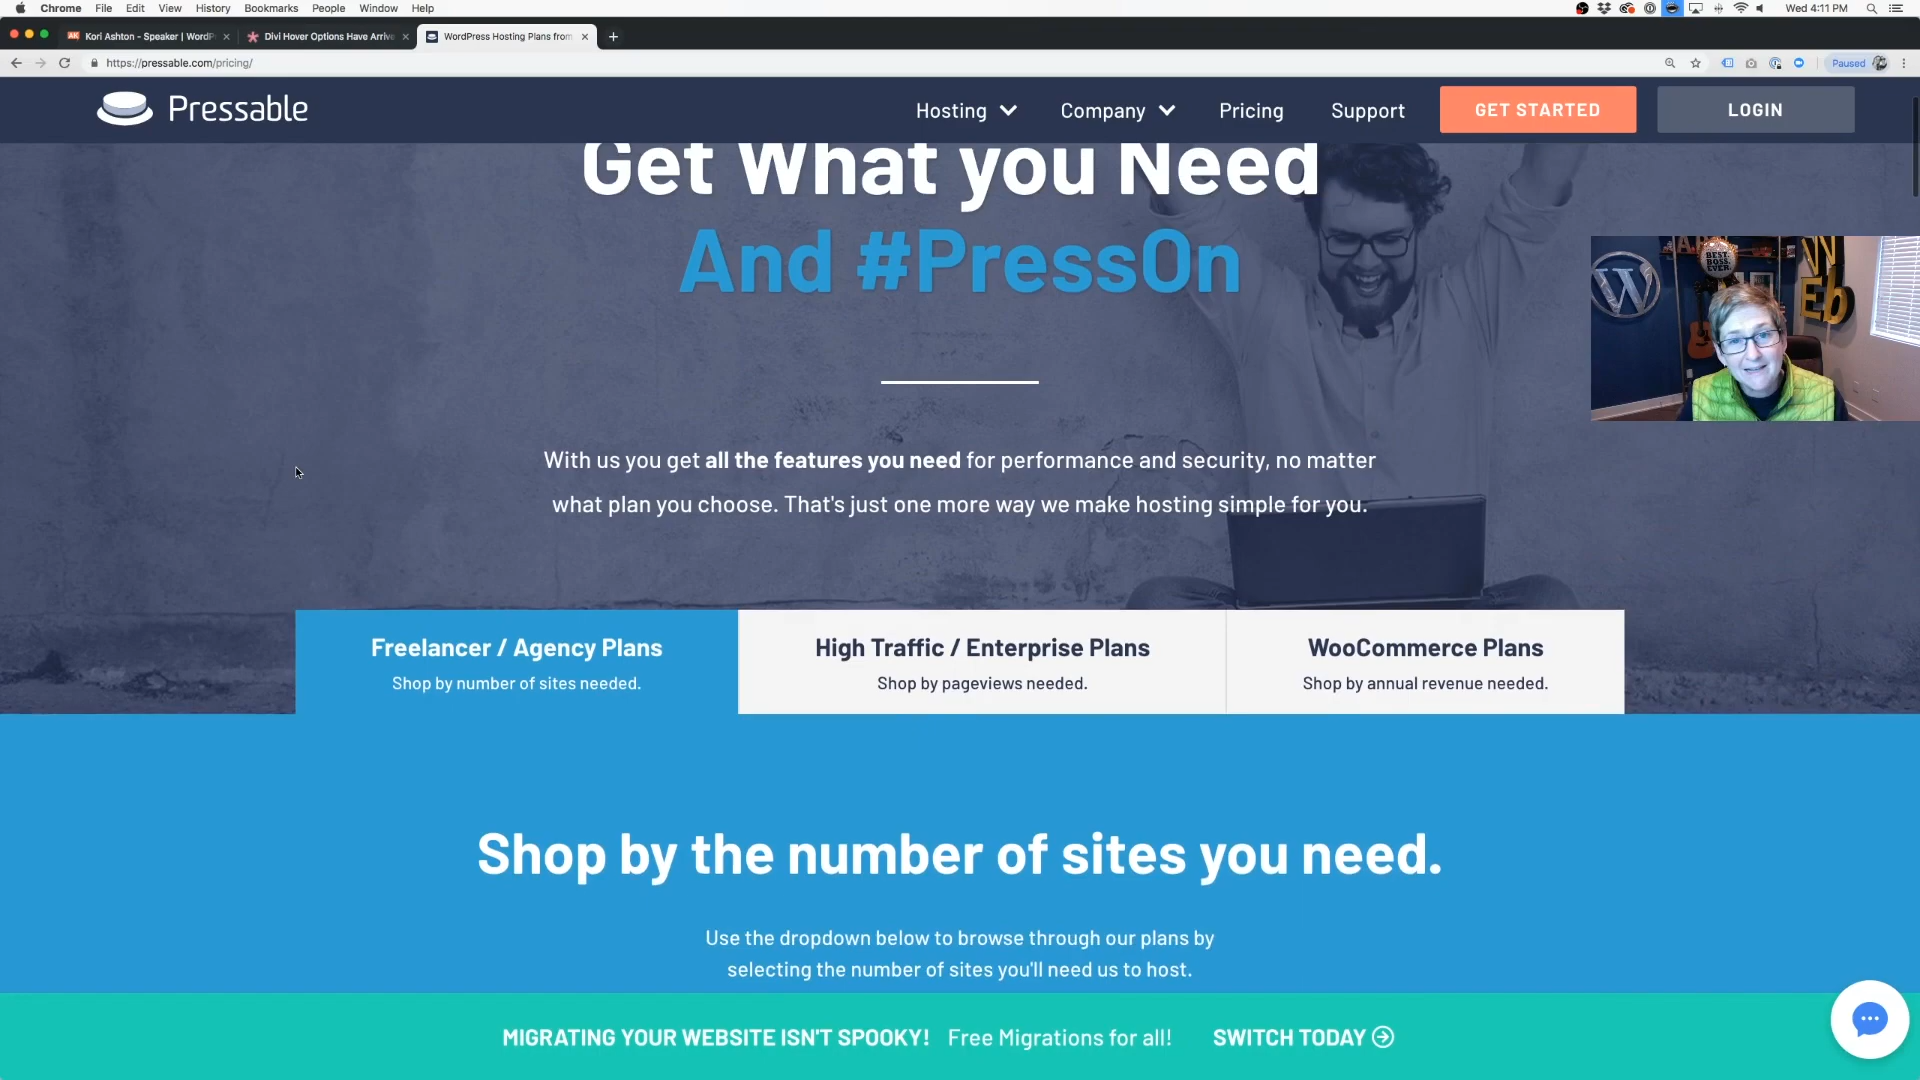 Chrome File Edit View History Bookmarks People Window Help
Wed 4:11 PM
Kori Ashton - Speaker | WordP
Divi Hover Options Have Arrive
WordPress Hosting Plans from
https://pressable.com/pricing/
Paused
Pressable
Hosting
Company
Pricing
Support
GET STARTED
LOGIN
Get What you Need
And #PressOn
BEST.
BOSS.
EVER.
W
W
Eb
With us you get all the features you need for performance and security, no matter
what plan you choose. That's just one more way we make hosting simple for you.
Freelancer / Agency Plans
Shop by number of sites needed.
High Traffic / Enterprise Plans
Shop by pageviews needed.
WooCommerce Plans
Shop by annual revenue needed.
Shop by the number of sites you need.
Use the dropdown below to browse through our plans by
selecting the number of sites you'll need us to host.
MIGRATING YOUR WEBSITE ISN'T SPOOKY! Free Migrations for all! SWITCH TODAY